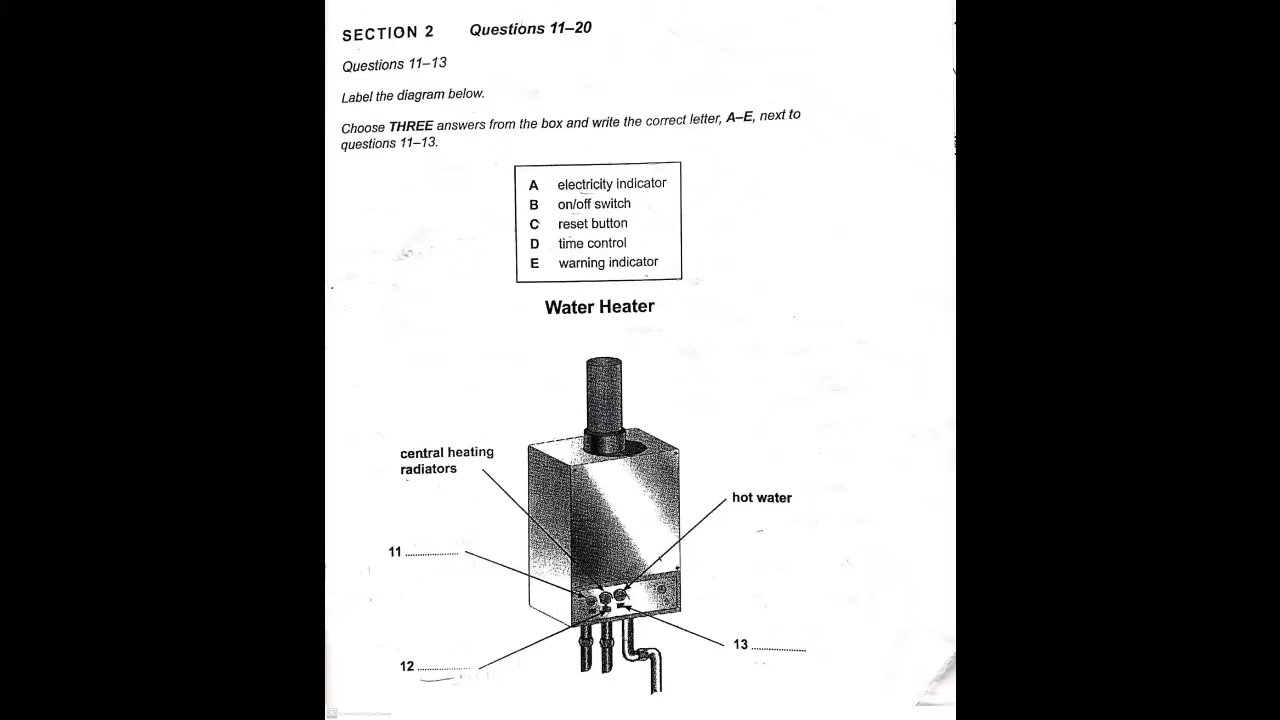 SECTION 2 Questions 11–20
Questions 11–13
Label the diagram below.
Choose THREE answers from the box and write the correct letter, A–E, next to
questions 11–13.
A electricity indicator
B on/off switch
C reset button
D time control
E warning indicator
Water Heater
central heating
radiators
hot water
11 ..................
13 ..................
12 ..................